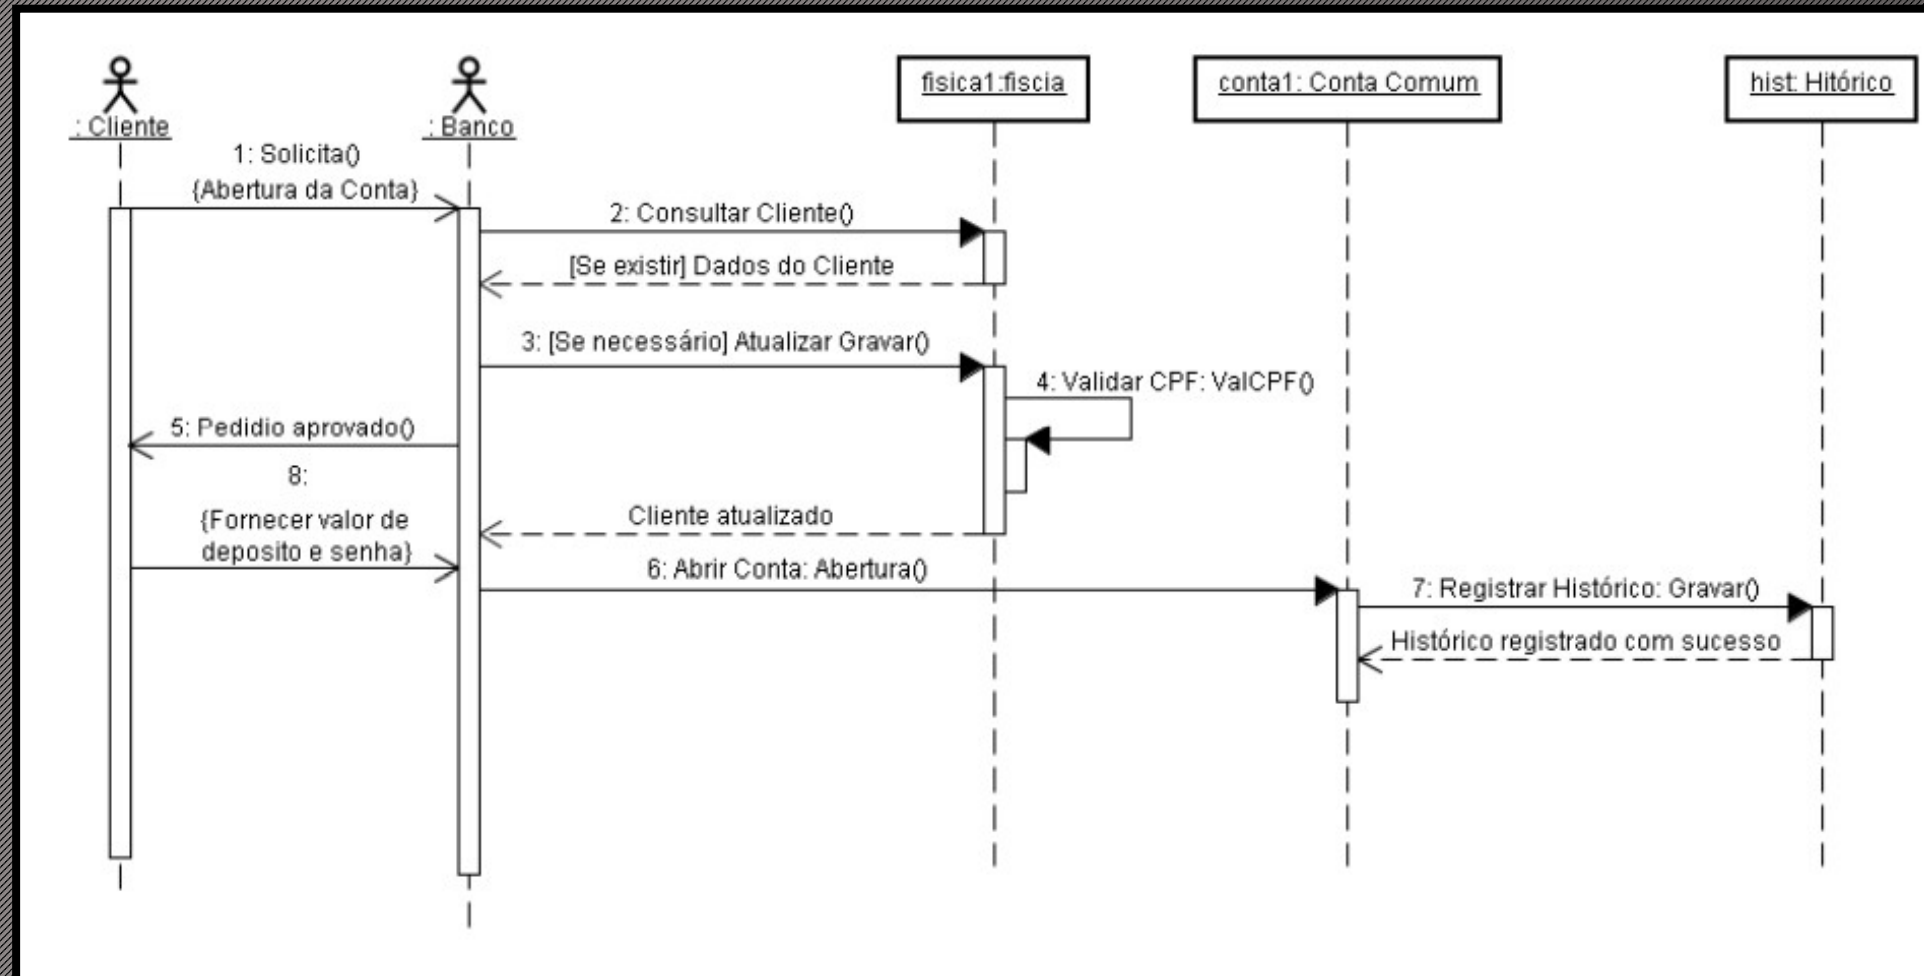 : Cliente
: Banco
fisica1:fiscia
conta1: Conta Comum
hist: Hitórico
1: Solicita()
{Abertura da Conta}
2: Consultar Cliente()
[Se existir] Dados do Cliente
3: [Se necessário] Atualizar Gravar()
4: Validar CPF: ValCPF()
5: Pedidio aprovado()
8:
{Fornecer valor de
deposito e senha}
Cliente atualizado
6: Abrir Conta: Abertura()
7: Registrar Histórico: Gravar()
Histórico registrado com sucesso